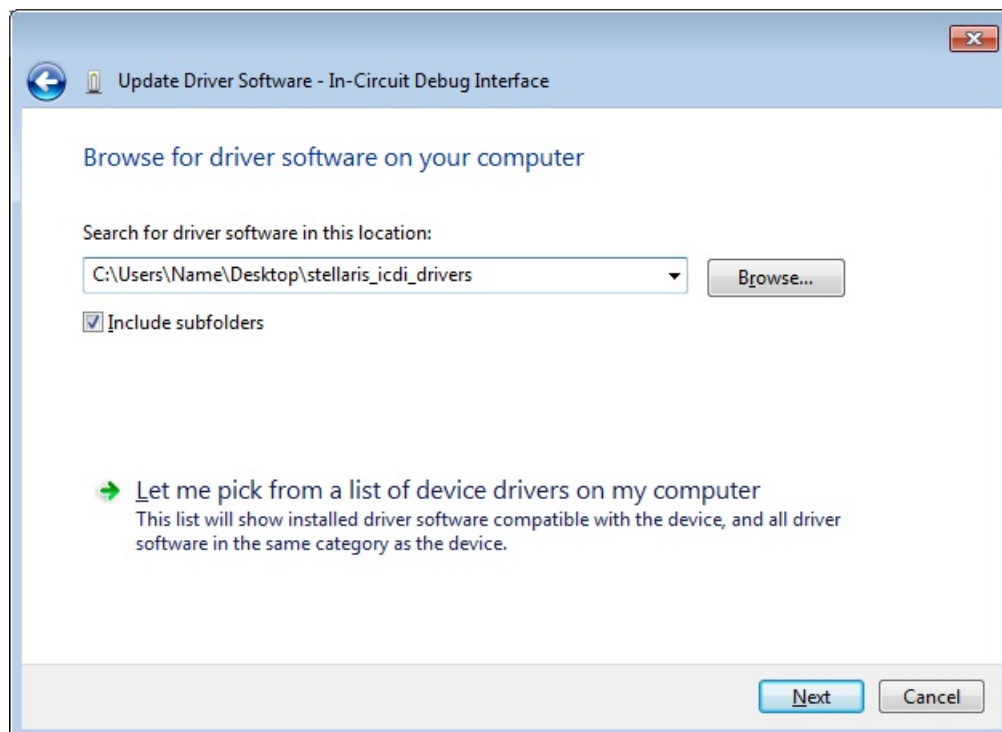 Update Driver Software - In-Circuit Debug Interface
Browse for driver software on your computer
Search for driver software in this location:
C:\Users\Name\Desktop\stellaris_icdi_drivers
Browse...
Include subfolders
Let me pick from a list of device drivers on my computer
This list will show installed driver software compatible with the device, and all driver
software in the same category as the device.
Next
Cancel